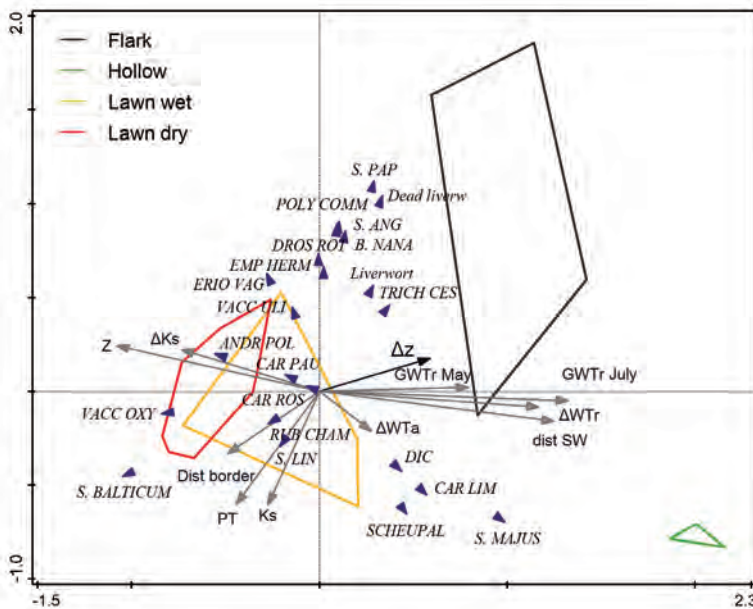 2.0
Flark
Hollow
Lawn wet
Lawn dry
S. PAP
POLY COMM
Dead liverw
S. ANG
DROS ROT
B. NANA
EMP HERM
ERIO VAG
Liverwort
TRICH CES
VACC ULI
Z
ΔKs
ANDR POL
Δz
CAR PAU
GWTr May
GWTr July
VACC OXY
CAR ROS
ΔWTa
ΔWTr
RUB CHAM
dist SW
S. LIN
DIC
Dist border
S. BALTICUM
CAR LIM
PT
Ks
SCHEUPAL
S. MAJUS
-1.0
-1.5
2.3